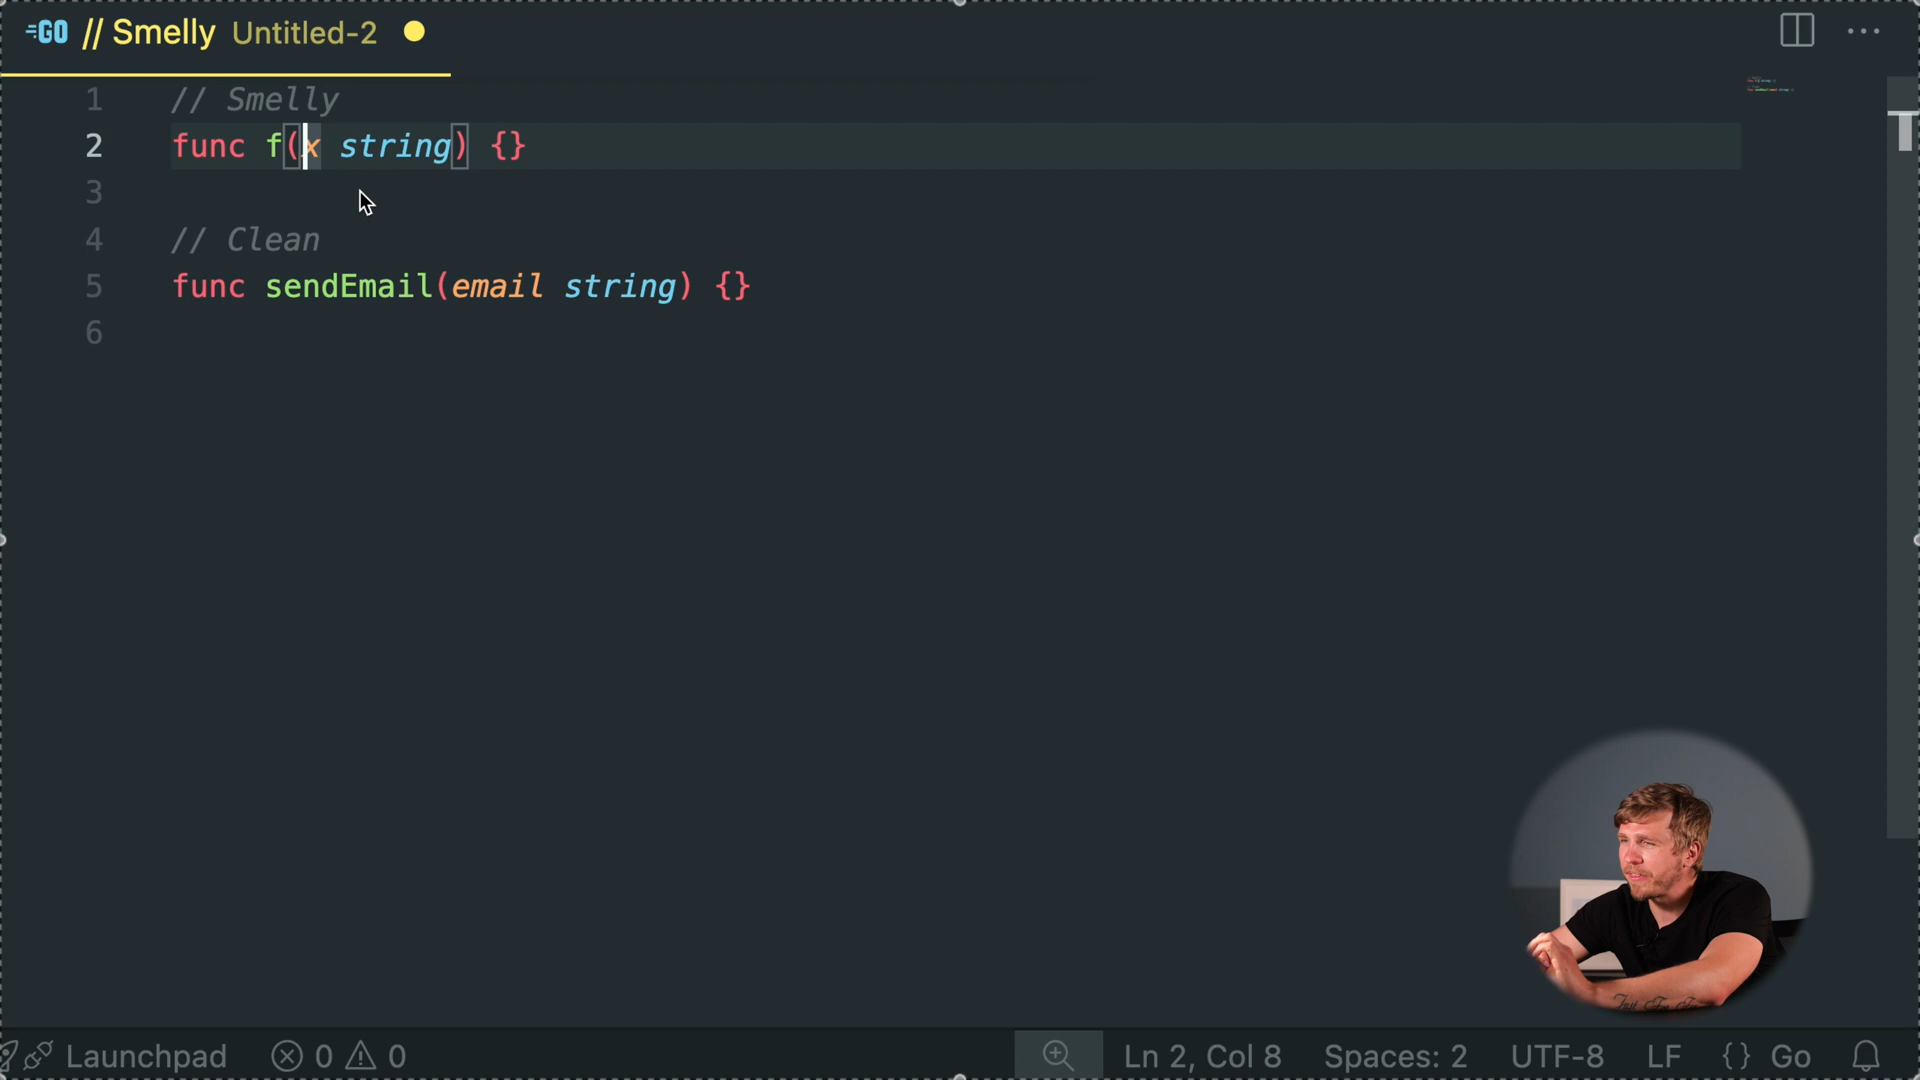 GO // Smelly Untitled-2
1 // Smelly
2 func f(x string) {}
3
4 // Clean
5 func sendEmail(email string) {}
6
Launchpad 0 0 Ln 2, Col 8 Spaces: 2 UTF-8 LF {} Go